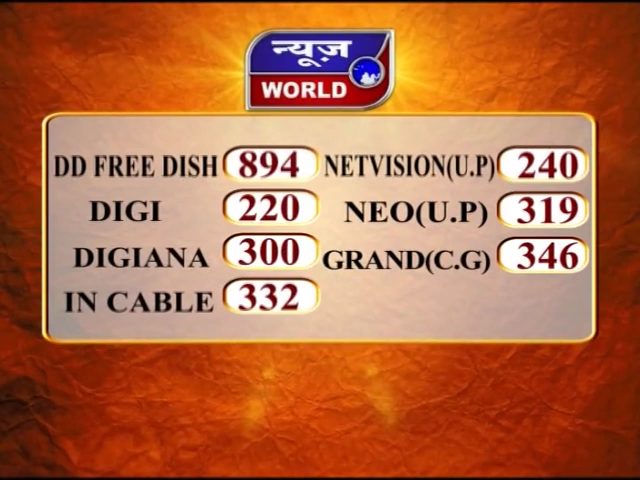 न्यूज़
WORLD
DD FREE DISH 894
DIGI 220
DIGIANA 300
IN CABLE 332
NETVISION(U.P) 240
NEO(U.P) 319
GRAND(C.G) 346